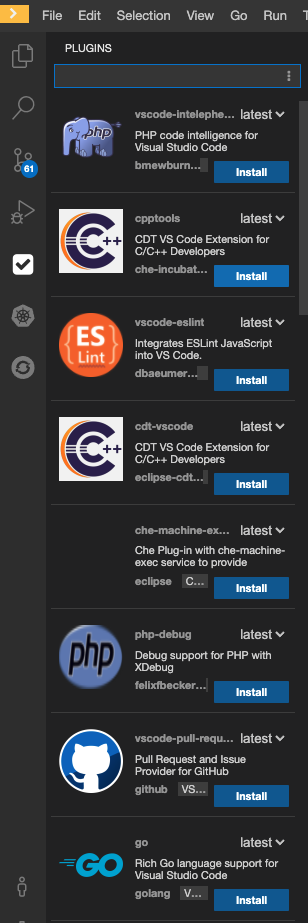 File Edit Selection View Go Run
PLUGINS
61
php
vscode-intelephe... latest
PHP code intelligence for
Visual Studio Code
bmewburn...
Install
C++
cpptools latest
CDT VS Code Extension for
C/C++ Developers
che-incubat...
Install
ES
Lint
vscode-eslint latest
Integrates ESLint JavaScript
into VS Code.
dbaeumer...
Install
C++
cdt-vscode latest
CDT VS Code Extension for
C/C++ Developers
eclipse-cdt...
Install
che-machine-ex... latest
Che Plug-in with che-machine-
exec service to provide
eclipse C...
Install
php
php-debug latest
Debug support for PHP with
XDebug
felixfbecker...
Install
vscode-pull-requ... latest
Pull Request and Issue
Provider for GitHub
github VS...
Install
GO
go latest
Rich Go language support for
Visual Studio Code
golang V...
Install